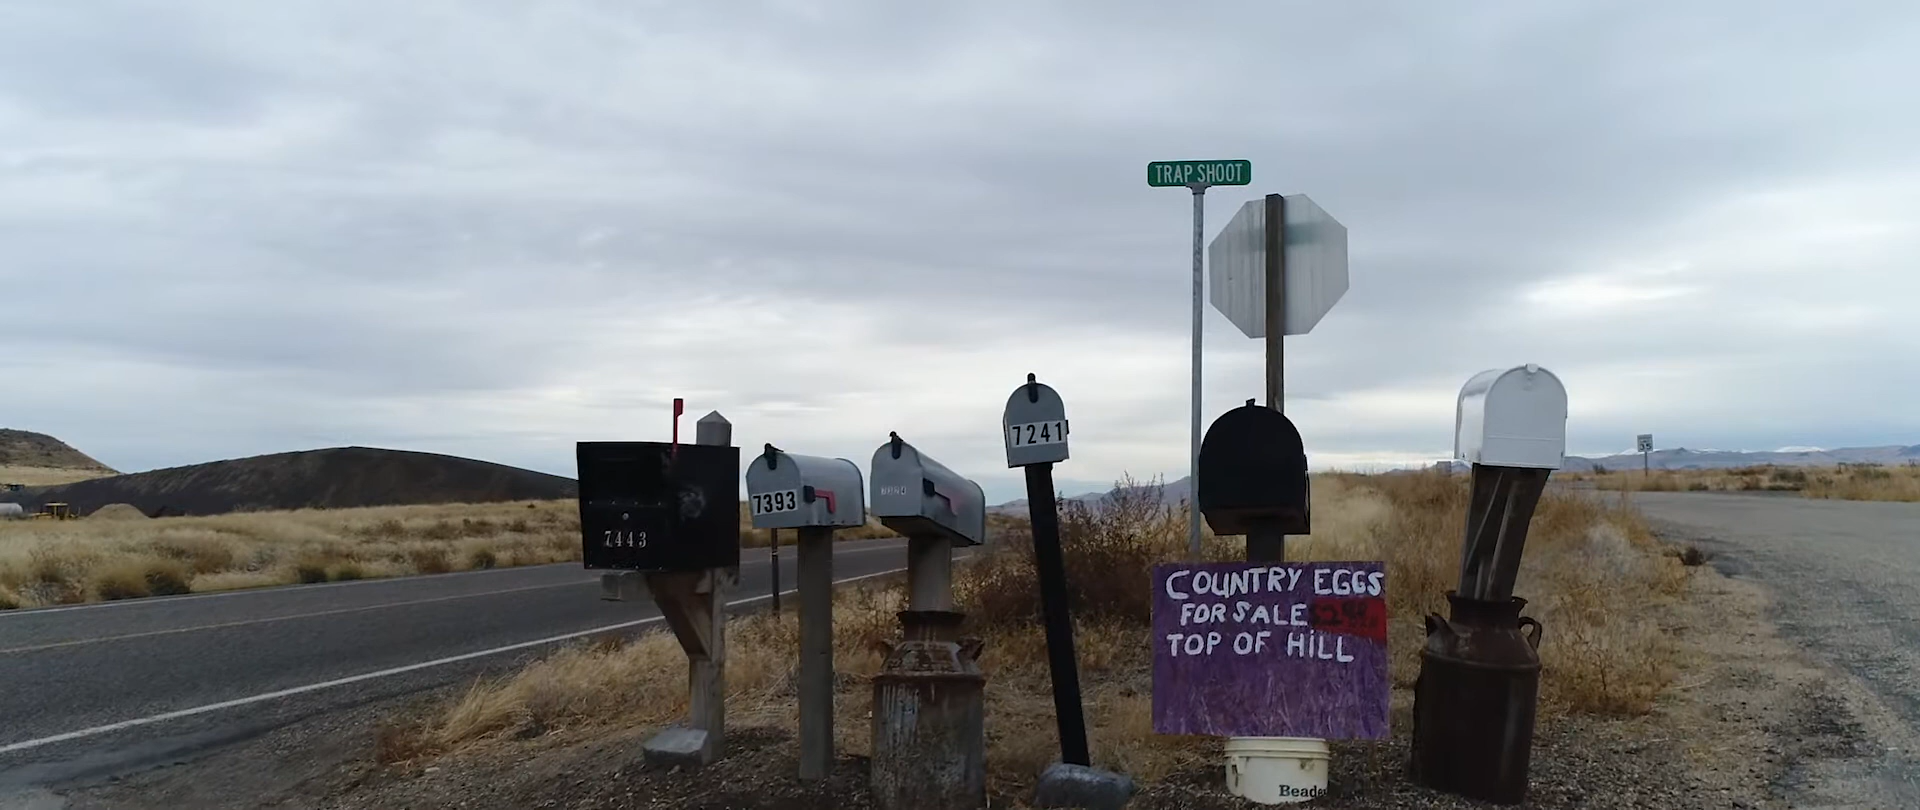 TRAP SHOOT
7241
7393
7443
COUNTRY EGGS
FOR SALE
TOP OF HILL